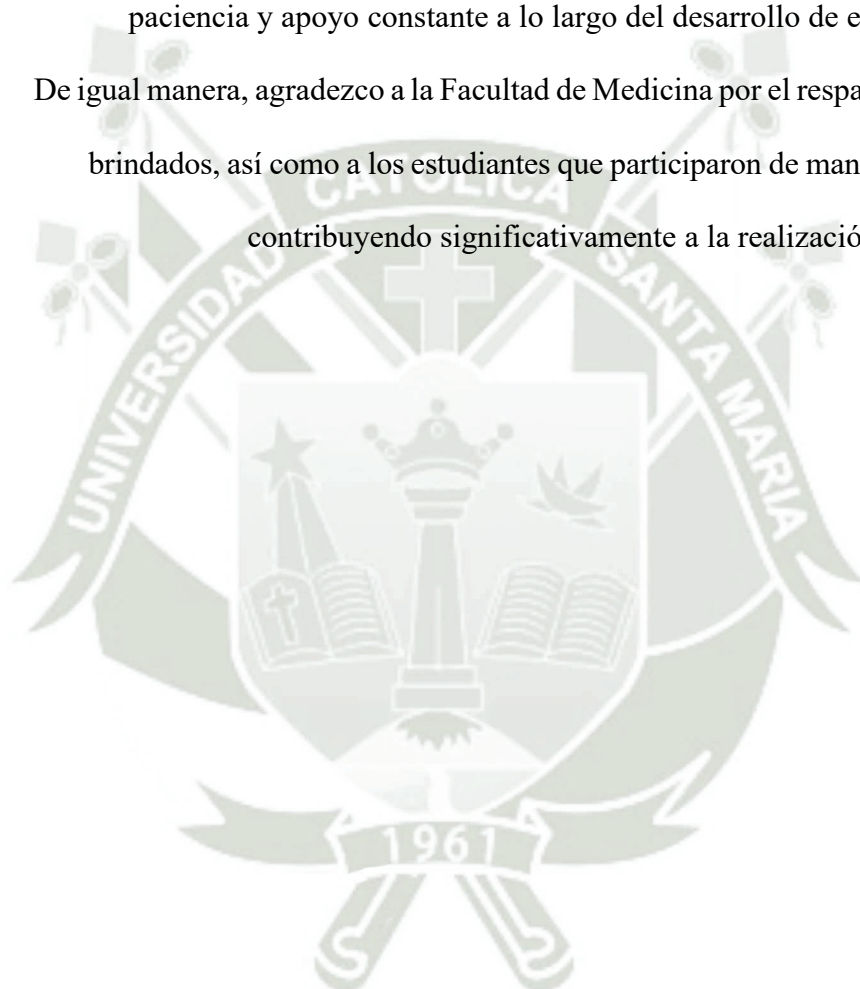 paciencia y apoyo constante a lo largo del desarrollo de
De igual manera, agradezco a la Facultad de Medicina por el
brindados, así como a los estudiantes que participaron de
contribuyendo significativamente a la
UNIVERSIDAD CATOLICA SANTA MARIA
1961